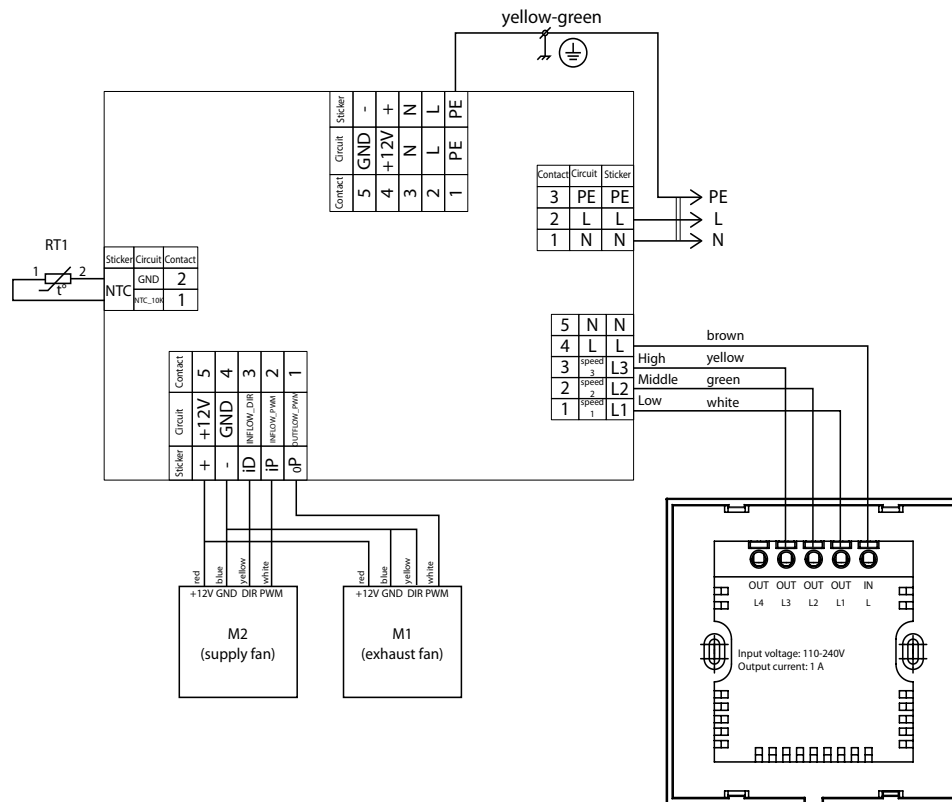 yellow-green
Sticker - + N L PE
Circuit GND +12V N L PE
Contact 5 4 3 2 1
Contact Circuit Sticker
3 PE PE
2 L L
1 N N
PE
L
N
RT1
1 2
t°
Sticker Circuit Contact
NTC
GND 2
NTC_10K 1
5 N N
4 L L
3 speed 3 L3
2 speed 2 L2
1 speed 1 L1
brown
High yellow
Middle green
Low white
Contact 5 4 3 2 1
Circuit +12V GND INFLOW_DIR INFLOW_PWM OUTFLOW_PWM
Sticker + - iD iP oP
red blue yellow white
+12V GND DIR PWM
M2
(supply fan)
red blue yellow white
+12V GND DIR PWM
M1
(exhaust fan)
OUT OUT OUT OUT IN
L4 L3 L2 L1 L
Input voltage: 110-240V
Output current: 1 A